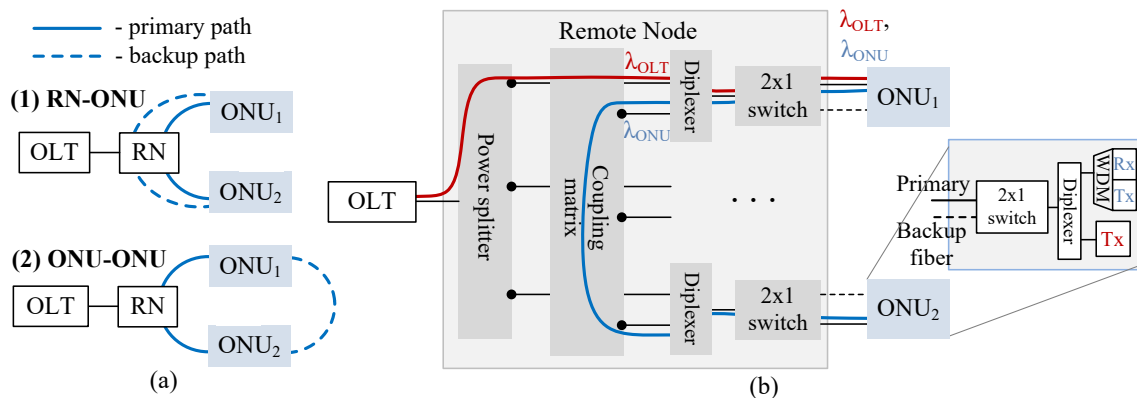 - primary path
- backup path
(1) RN-ONU
OLT
RN
ONU1
ONU2
(2) ONU-ONU
OLT
RN
ONU1
ONU2
(a)
Remote Node
OLT
Power splitter
Coupling
matrix
λOLT
λONU
Diplexer
2x1
switch
λOLT,
λONU
ONU1
. . .
Diplexer
2x1
switch
ONU2
Primary
Backup
fiber
2x1
switch
Diplexer
WDM
Rx
Tx
Tx
(b)